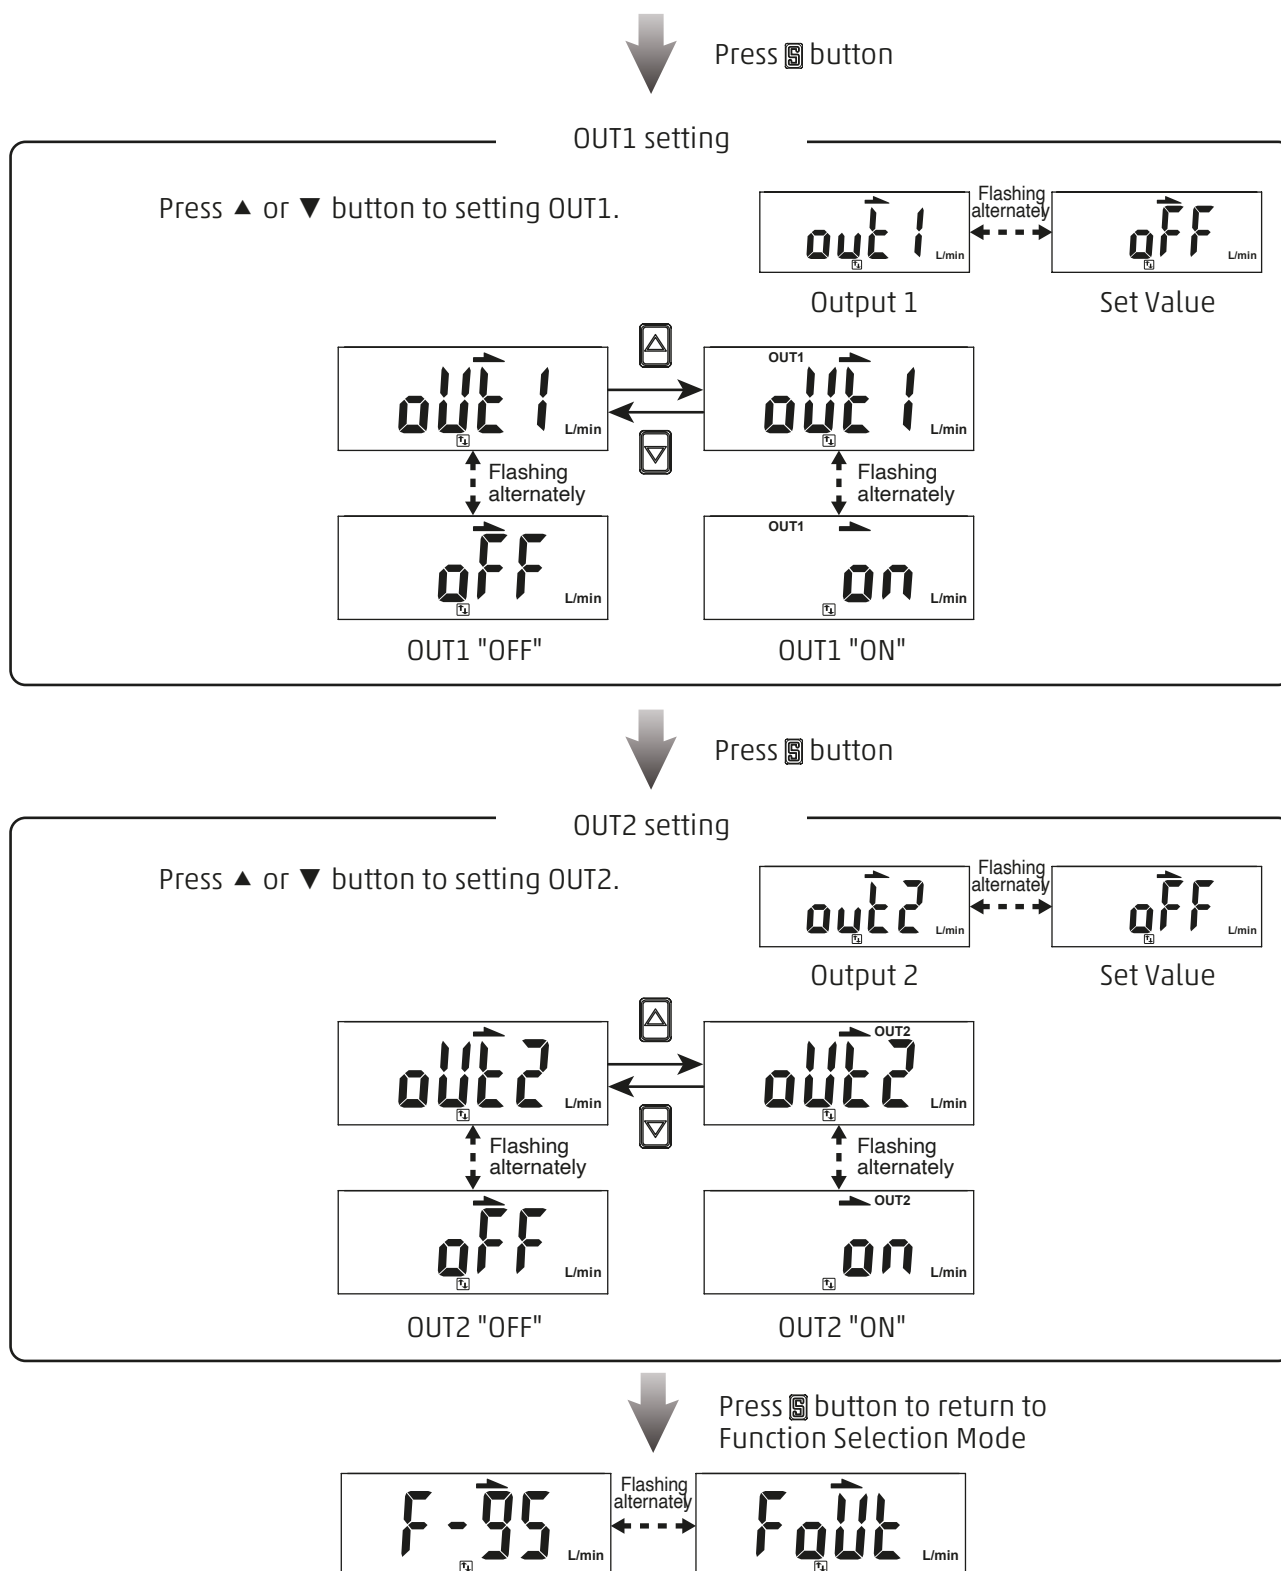 Press S button
OUT1 setting
Press ▲ or ▼ button to setting OUT1.
out1 L/min
Flashing
alternately
oFF L/min
Output 1
Set Value
oUt1 L/min
OUT1
oUt1 L/min
Flashing
alternately
Flashing
alternately
oFF L/min
OUT1
on L/min
OUT1 "OFF"
OUT1 "ON"
Press S button
OUT2 setting
Press ▲ or ▼ button to setting OUT2.
out2 L/min
Flashing
alternately
oFF L/min
Output 2
Set Value
oUt2 L/min
OUT2
oUt2 L/min
Flashing
alternately
Flashing
alternately
oFF L/min
OUT2
on L/min
OUT2 "OFF"
OUT2 "ON"
Press S button to return to
Function Selection Mode
F-95 L/min
Flashing
alternately
FoUt L/min